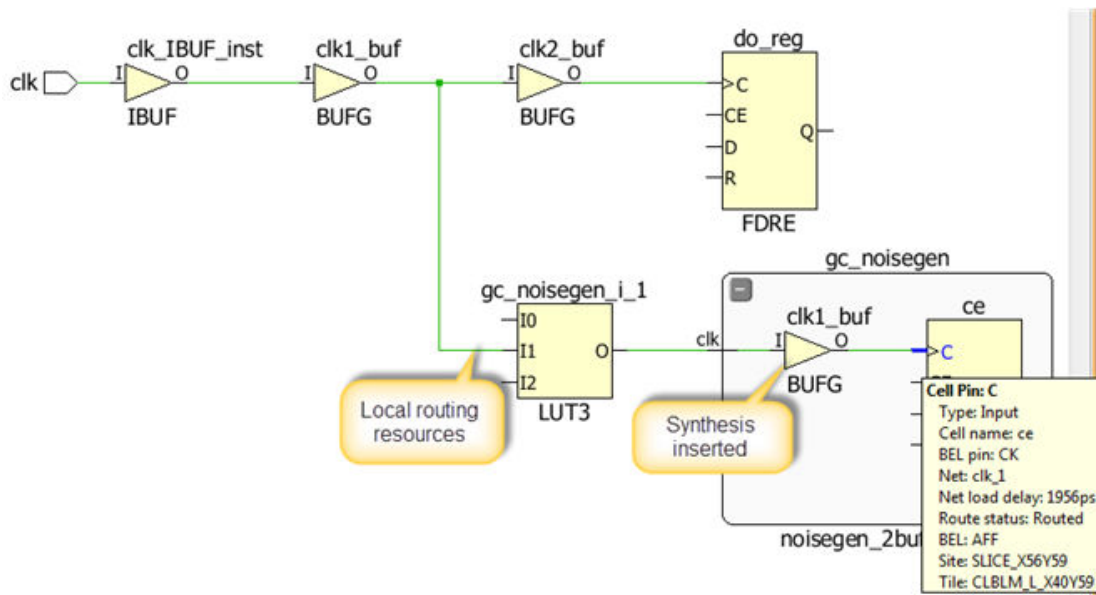 clk_IBUF_inst
clk1_buf
clk2_buf
do_reg
clk
I
O
I
O
I
O
IBUF
BUFG
BUFG
C
CE
D
R
Q
FDRE
gc_noisegen
gc_noisegen_i_1
I0
I1
I2
O
LUT3
clk
clk1_buf
I
O
BUFG
ce
C
Local routing
resources
Synthesis
inserted
Cell Pin: C
Type: Input
Cell name: ce
BEL pin: CK
Net: clk_1
Net load delay: 1956ps
Route status: Routed
BEL: AFF
Site: SLICE_X56Y59
Tile: CLBLM_L_X40Y59
noisegen_2buf